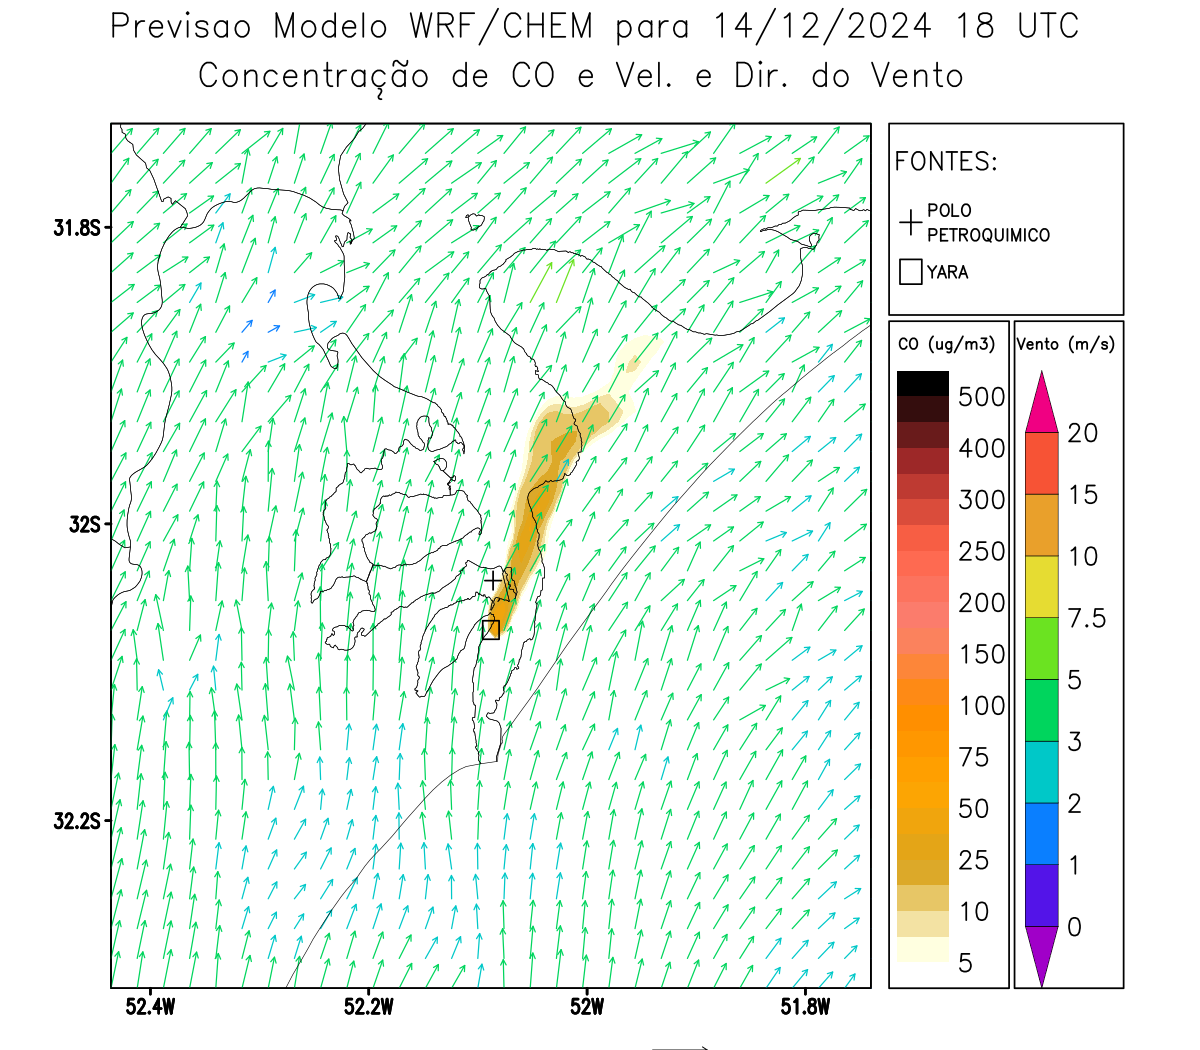 Previsao Modelo WRF/CHEM para 14/12/2024 18 UTC
Concentração de CO e Vel. e Dir. do Vento
FONTES:
POLO
PETROQUIMICO
YARA
CO (ug/m3)
500
400
300
250
200
150
100
75
50
25
10
5
Vento (m/s)
20
15
10
7.5
5
3
2
1
0
31.8S
32S
32.2S
52.4W
52.2W
52W
51.8W